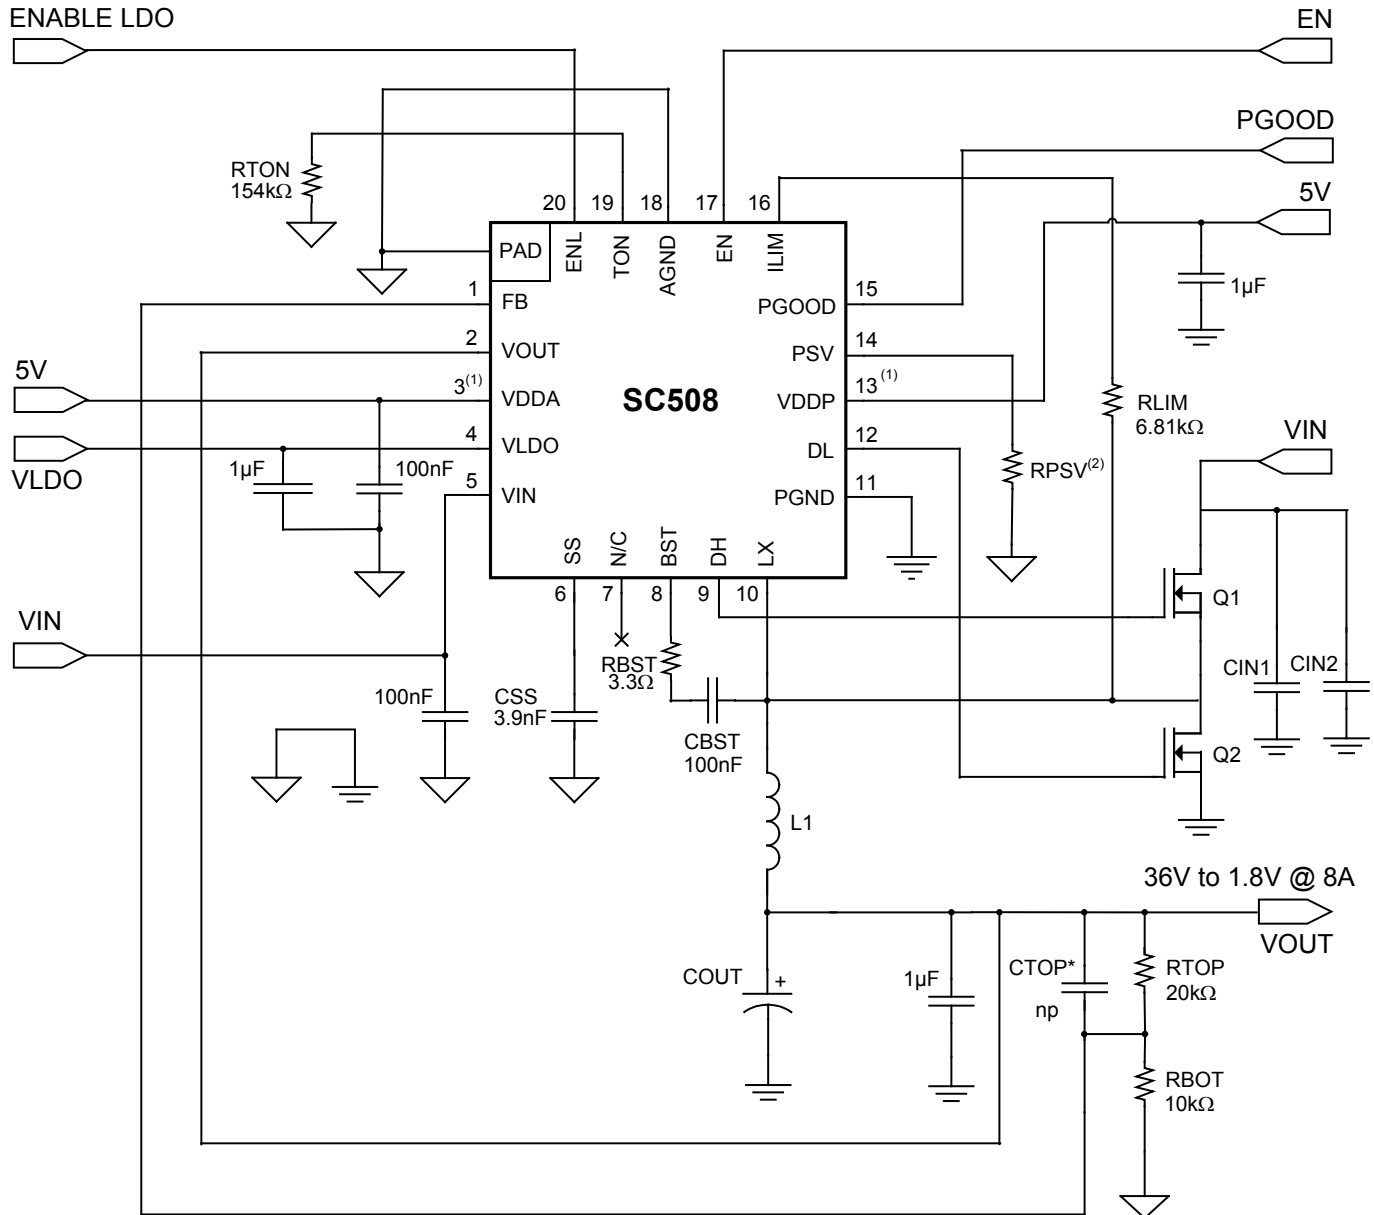 ENABLE LDO
EN
PGOOD
RTON
154kΩ
5V
20
19
18
17
16
PAD
ENL
TON
AGND
EN
ILIM
1µF
1
FB
15
PGOOD
2
VOUT
14
PSV
5V
3(1)
VDDA
SC508
13 (1)
VDDP
RLIM
6.81kΩ
4
VLDO
12
DL
VIN
VLDO
1µF
100nF
RPSV(2)
5
VIN
11
PGND
SS
N/C
BST
DH
LX
6
7
8
9
10
Q1
VIN
RBST
3.3Ω
CIN1
CIN2
100nF
CSS
3.9nF
CBST
100nF
Q2
L1
36V to 1.8V @ 8A
VOUT
COUT
+
1µF
CTOP*
np
RTOP
20kΩ
RBOT
10kΩ